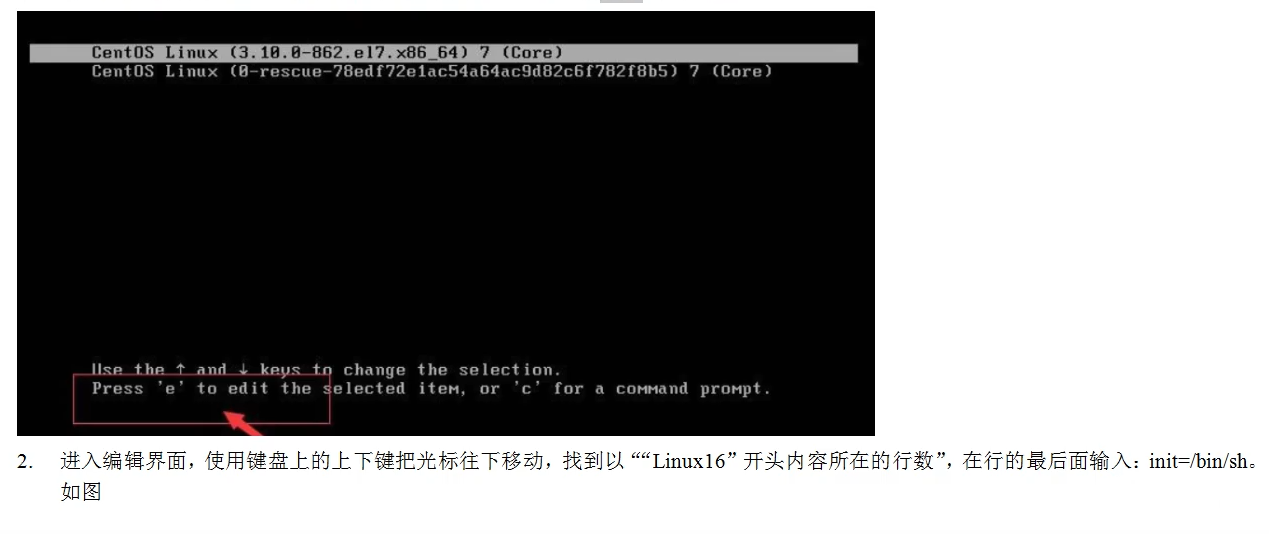 CentOS Linux (3.10.0-862.el7.x86_64) 7 (Core)
CentOS Linux (0-rescue-78edf72e1ac54a64ac9d82c6f782f8b5) 7 (Core)
Use the ↑ and ↓ keys to change the selection.
Press 'e' to edit the selected item, or 'c' for a command prompt.
2. 进入编辑界面，使用键盘上的上下键把光标往下移动，找到以““Linux16”开头内容所在的行数”，在行的最后面输入：init=/bin/sh。
如图